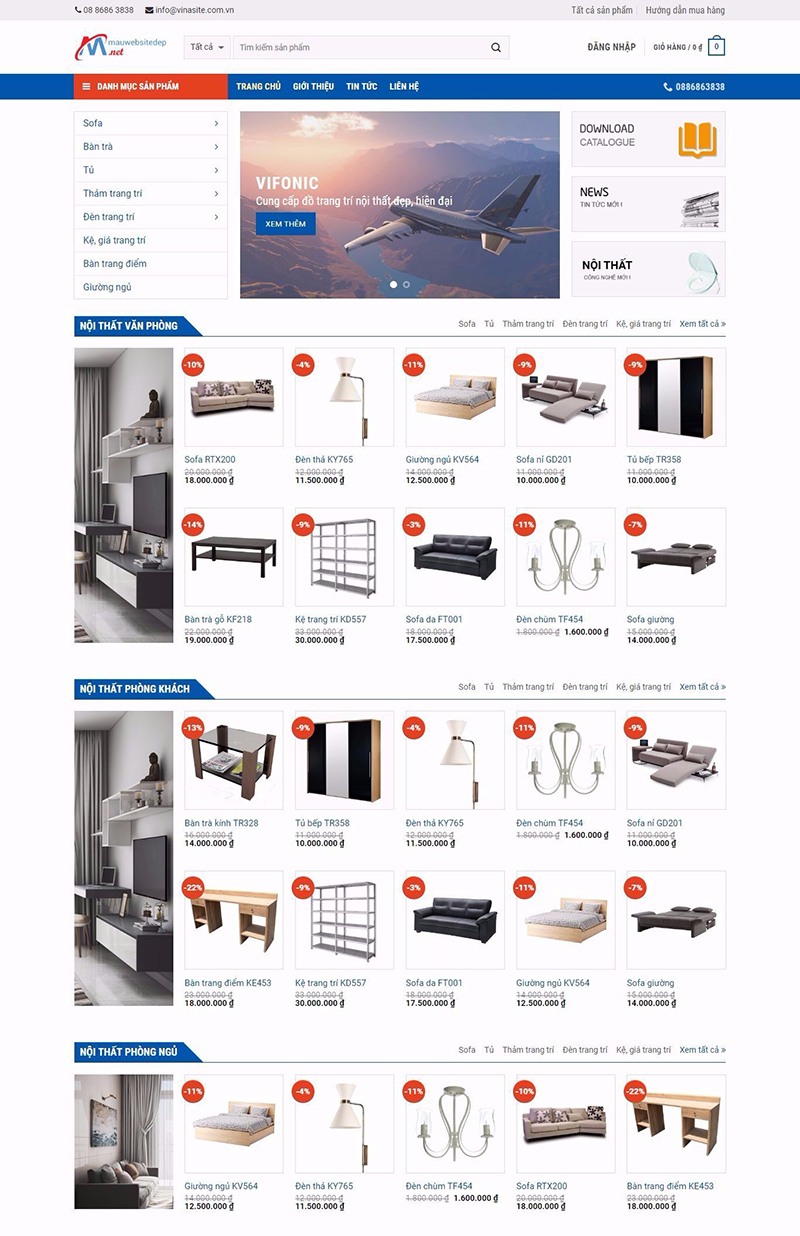 08 8686 3838 info@vinasite.com.vn Tất cả sản phẩm Hướng dẫn mua hàng
mauwebsitedep
.net
Tất cả Tìm kiếm sản phẩm ĐĂNG NHẬP GIỎ HÀNG / 0 ₫ 0
DANH MỤC SẢN PHẨM TRANG CHỦ GIỚI THIỆU TIN TỨC LIÊN HỆ 0886863838
Sofa
Bàn trà
Tủ
Thảm trang trí
Đèn trang trí
Kệ, giá trang trí
Bàn trang điểm
Giường ngủ
VIFONIC
Cung cấp đồ trang trí nội thất đẹp, hiện đại
XEM THÊM
DOWNLOAD
CATALOGUE
NEWS
TIN TỨC MỚI !
NỘI THẤT
CÔNG NGHỆ MỚI !
NỘI THẤT VĂN PHÒNG Sofa Tủ Thảm trang trí Đèn trang trí Kệ, giá trang trí Xem tất cả »
-10% -4% -11% -9% -9%
Sofa RTX200 Đèn thả KY765 Giường ngủ KV564 Sofa nỉ GD201 Tủ bếp TR358
20.000.000 ₫ 12.000.000 ₫ 14.000.000 ₫ 11.000.000 ₫ 11.000.000 ₫
18.000.000 ₫ 11.500.000 ₫ 12.500.000 ₫ 10.000.000 ₫ 10.000.000 ₫
-14% -9% -3% -11% -7%
Bàn trà gỗ KF218 Kệ trang trí KD557 Sofa da FT001 Đèn chùm TF454 Sofa giường
22.000.000 ₫ 33.000.000 ₫ 18.000.000 ₫ 1.800.000 ₫ 1.600.000 ₫ 15.000.000 ₫
19.000.000 ₫ 30.000.000 ₫ 17.500.000 ₫ 14.000.000 ₫
NỘI THẤT PHÒNG KHÁCH Sofa Tủ Thảm trang trí Đèn trang trí Kệ, giá trang trí Xem tất cả »
-13% -9% -4% -11% -9%
Bàn trà kính TR328 Tủ bếp TR358 Đèn thả KY765 Đèn chùm TF454 Sofa nỉ GD201
16.000.000 ₫ 11.000.000 ₫ 12.000.000 ₫ 1.800.000 ₫ 1.600.000 ₫ 11.000.000 ₫
14.000.000 ₫ 10.000.000 ₫ 11.500.000 ₫ 10.000.000 ₫
-22% -9% -3% -11% -7%
Bàn trang điểm KE453 Kệ trang trí KD557 Sofa da FT001 Giường ngủ KV564 Sofa giường
23.000.000 ₫ 33.000.000 ₫ 18.000.000 ₫ 14.000.000 ₫ 15.000.000 ₫
18.000.000 ₫ 30.000.000 ₫ 17.500.000 ₫ 12.500.000 ₫ 14.000.000 ₫
NỘI THẤT PHÒNG NGỦ Sofa Tủ Thảm trang trí Đèn trang trí Kệ, giá trang trí Xem tất cả »
-11% -4% -11% -10% -22%
Giường ngủ KV564 Đèn thả KY765 Đèn chùm TF454 Sofa RTX200 Bàn trang điểm KE453
14.000.000 ₫ 12.000.000 ₫ 1.800.000 ₫ 1.600.000 ₫ 20.000.000 ₫ 23.000.000 ₫
12.500.000 ₫ 11.500.000 ₫ 18.000.000 ₫ 18.000.000 ₫